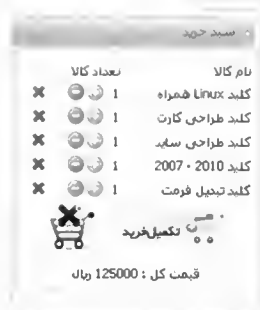 سبد خرید
نام کالا تعداد کالا
کلید Linux همراه 1
کلید طراحی کارت 1
کلید طراحی سایت 1
کلید 2010 - 2007 1
کلید تبدیل فرمت 1
تکمیل‌خرید
قیمت کل : 125000 ریال